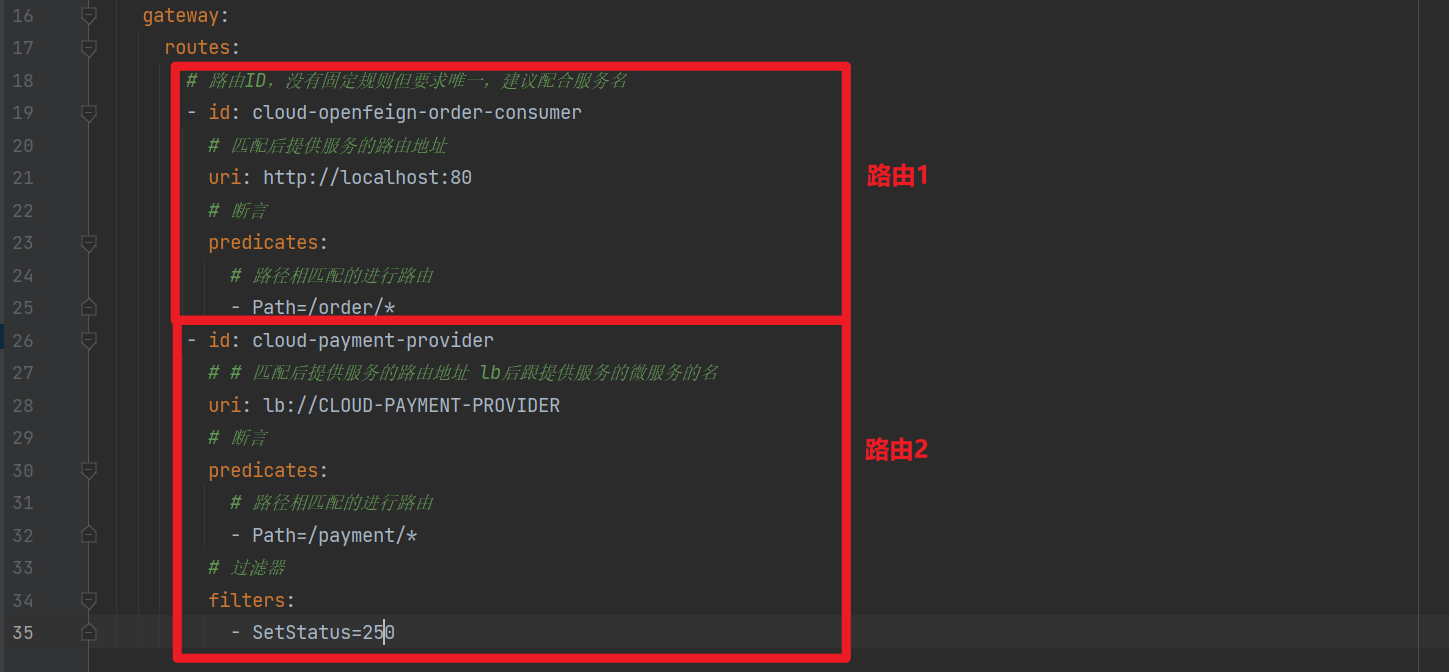 16 gateway:
17 routes:
18 # 路由ID，没有固定规则但要求唯一，建议配合服务名
19 - id: cloud-openfeign-order-consumer
20 # 匹配后提供服务的路由地址
21 uri: http://localhost:80
路由1
22 # 断言
23 predicates:
24 # 路径相匹配的进行路由
25 - Path=/order/*
26 - id: cloud-payment-provider
27 # # 匹配后提供服务的路由地址 lb后跟提供服务的微服务的名
28 uri: lb://CLOUD-PAYMENT-PROVIDER
29 # 断言
路由2
30 predicates:
31 # 路径相匹配的进行路由
32 - Path=/payment/*
33 # 过滤器
34 filters:
35 - SetStatus=250